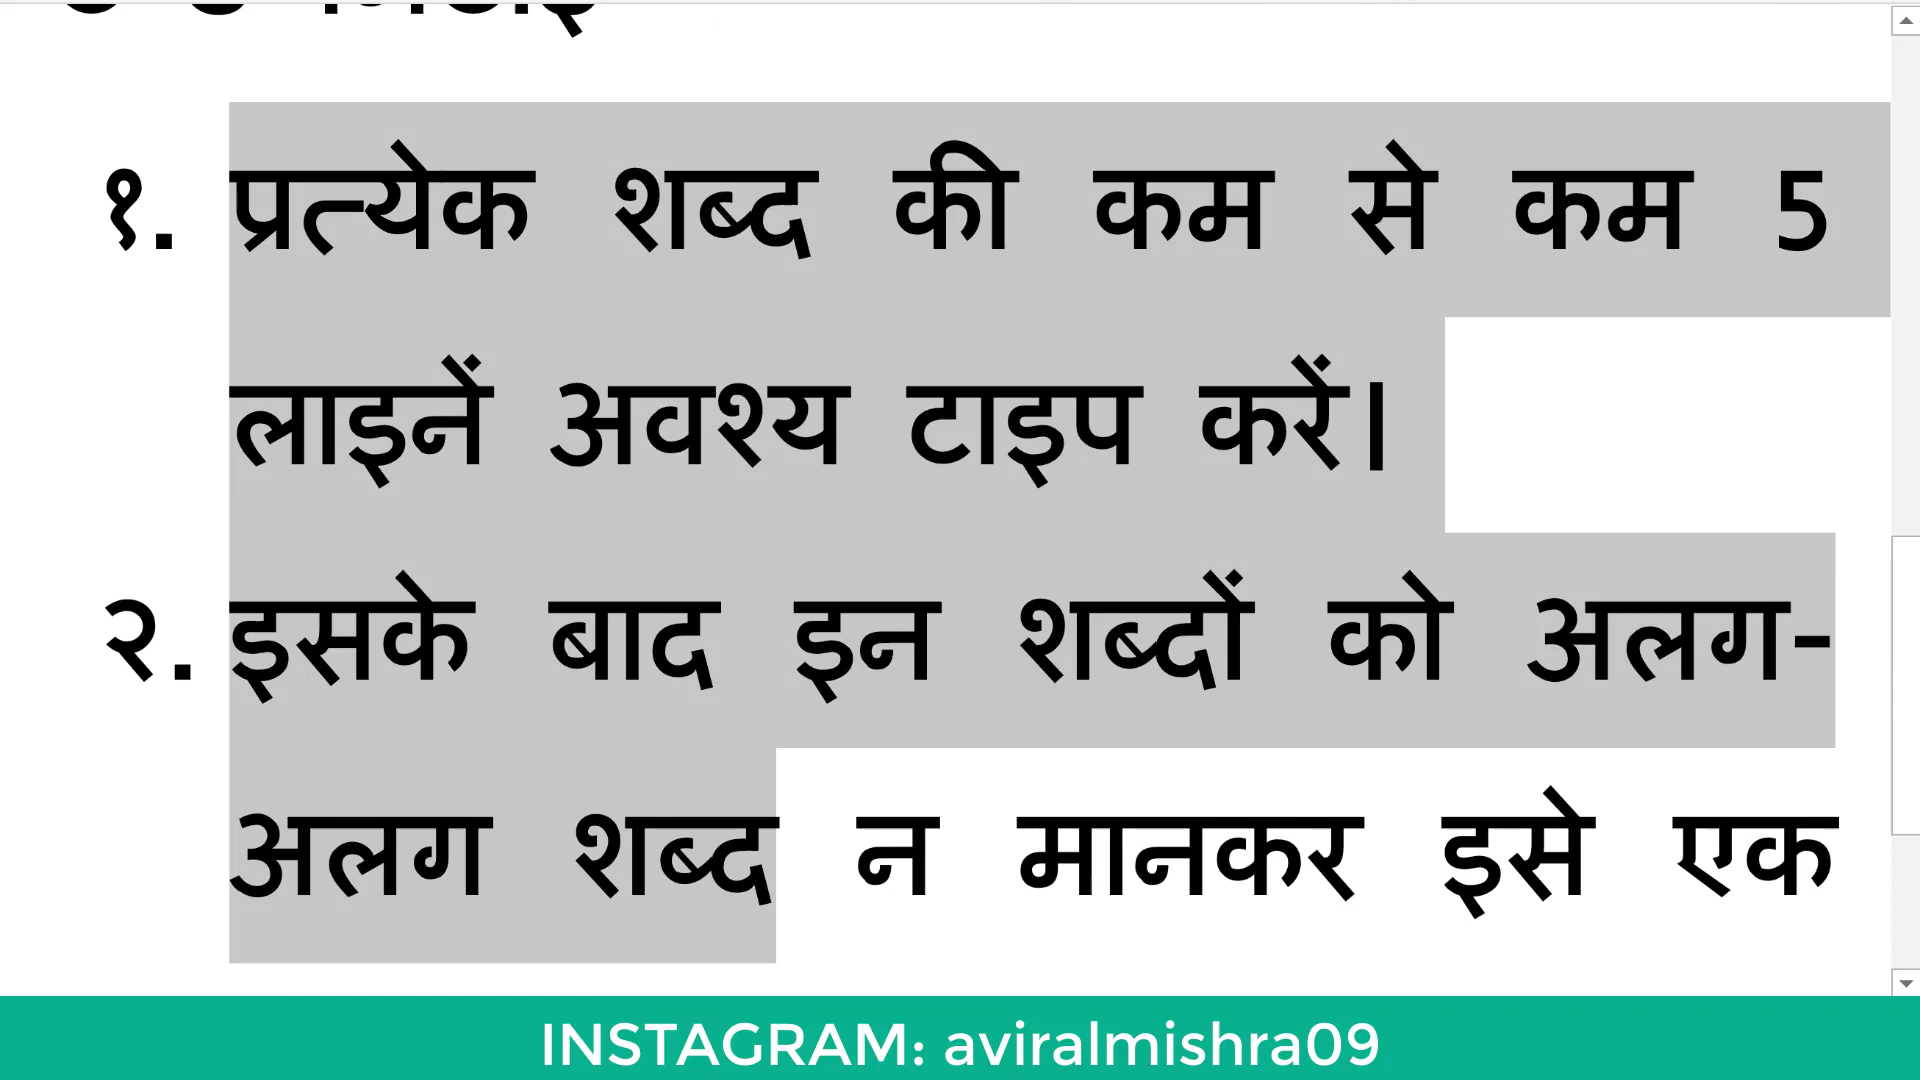 १. प्रत्येक शब्द की कम से कम 5
लाइनें अवश्य टाइप करें।
२. इसके बाद इन शब्दों को अलग-
अलग शब्द न मानकर इसे एक
INSTAGRAM: aviralmishra09